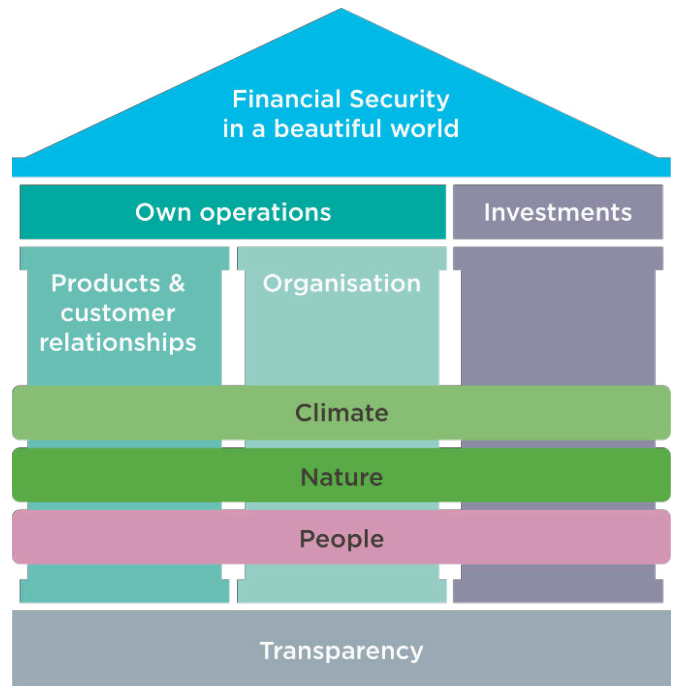 Financial Security
in a beautiful world
Own operations
Investments
Products &
customer
relationships
Organisation
Climate
Nature
People
Transparency